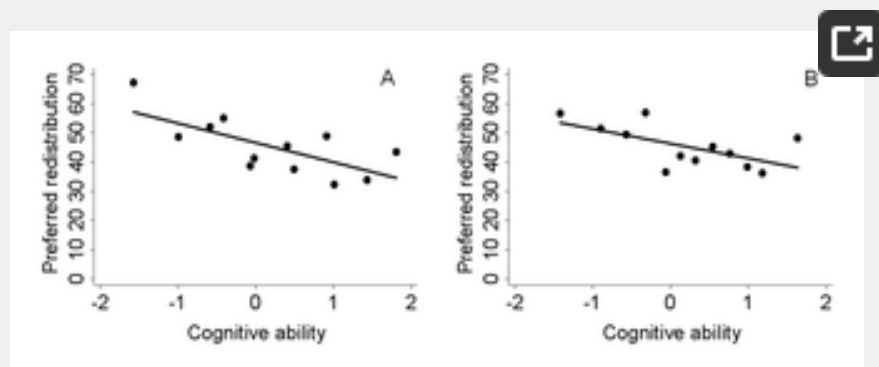 A
Preferred redistribution
0 10 20 30 40 50 60 70
-2 -1 0 1 2
Cognitive ability
B
Preferred redistribution
0 10 20 30 40 50 60 70
-2 -1 0 1 2
Cognitive ability